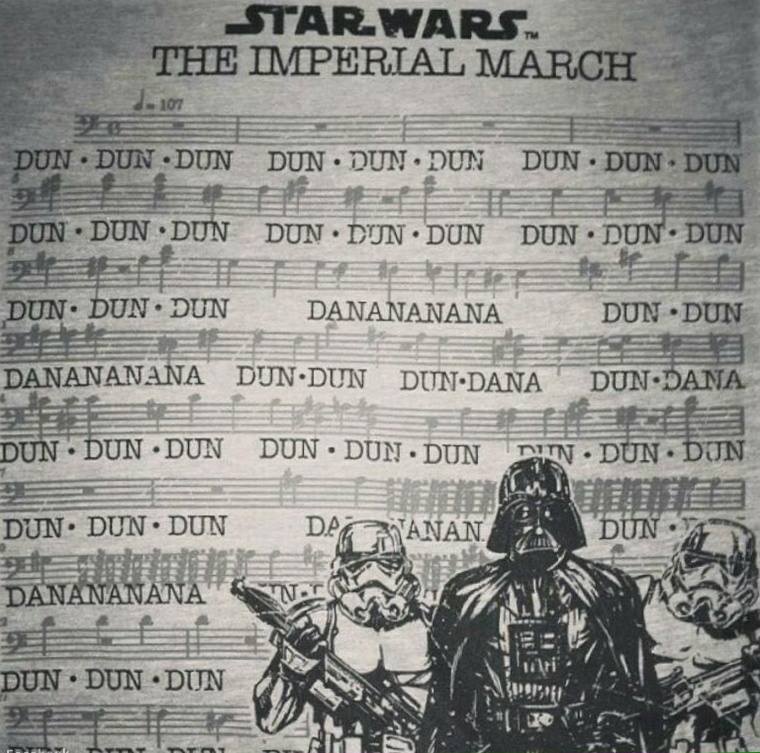 STAR WARS™
THE IMPERIAL MARCH
= 107
DUN • DUN • DUN DUN • DUN • DUN DUN • DUN • DUN
DUN • DUN • DUN DUN • DUN • DUN DUN • DUN • DUN
DUN • DUN • DUN DANANANANA DUN • DUN
DANANANANA DUN•DUN DUN•DANA DUN•DANA
DUN • DUN • DUN DUN • DUN • DUN DUN • DUN • DUN
DUN • DUN • DUN DUN •
DANANANANA
DUN • DUN • DUN